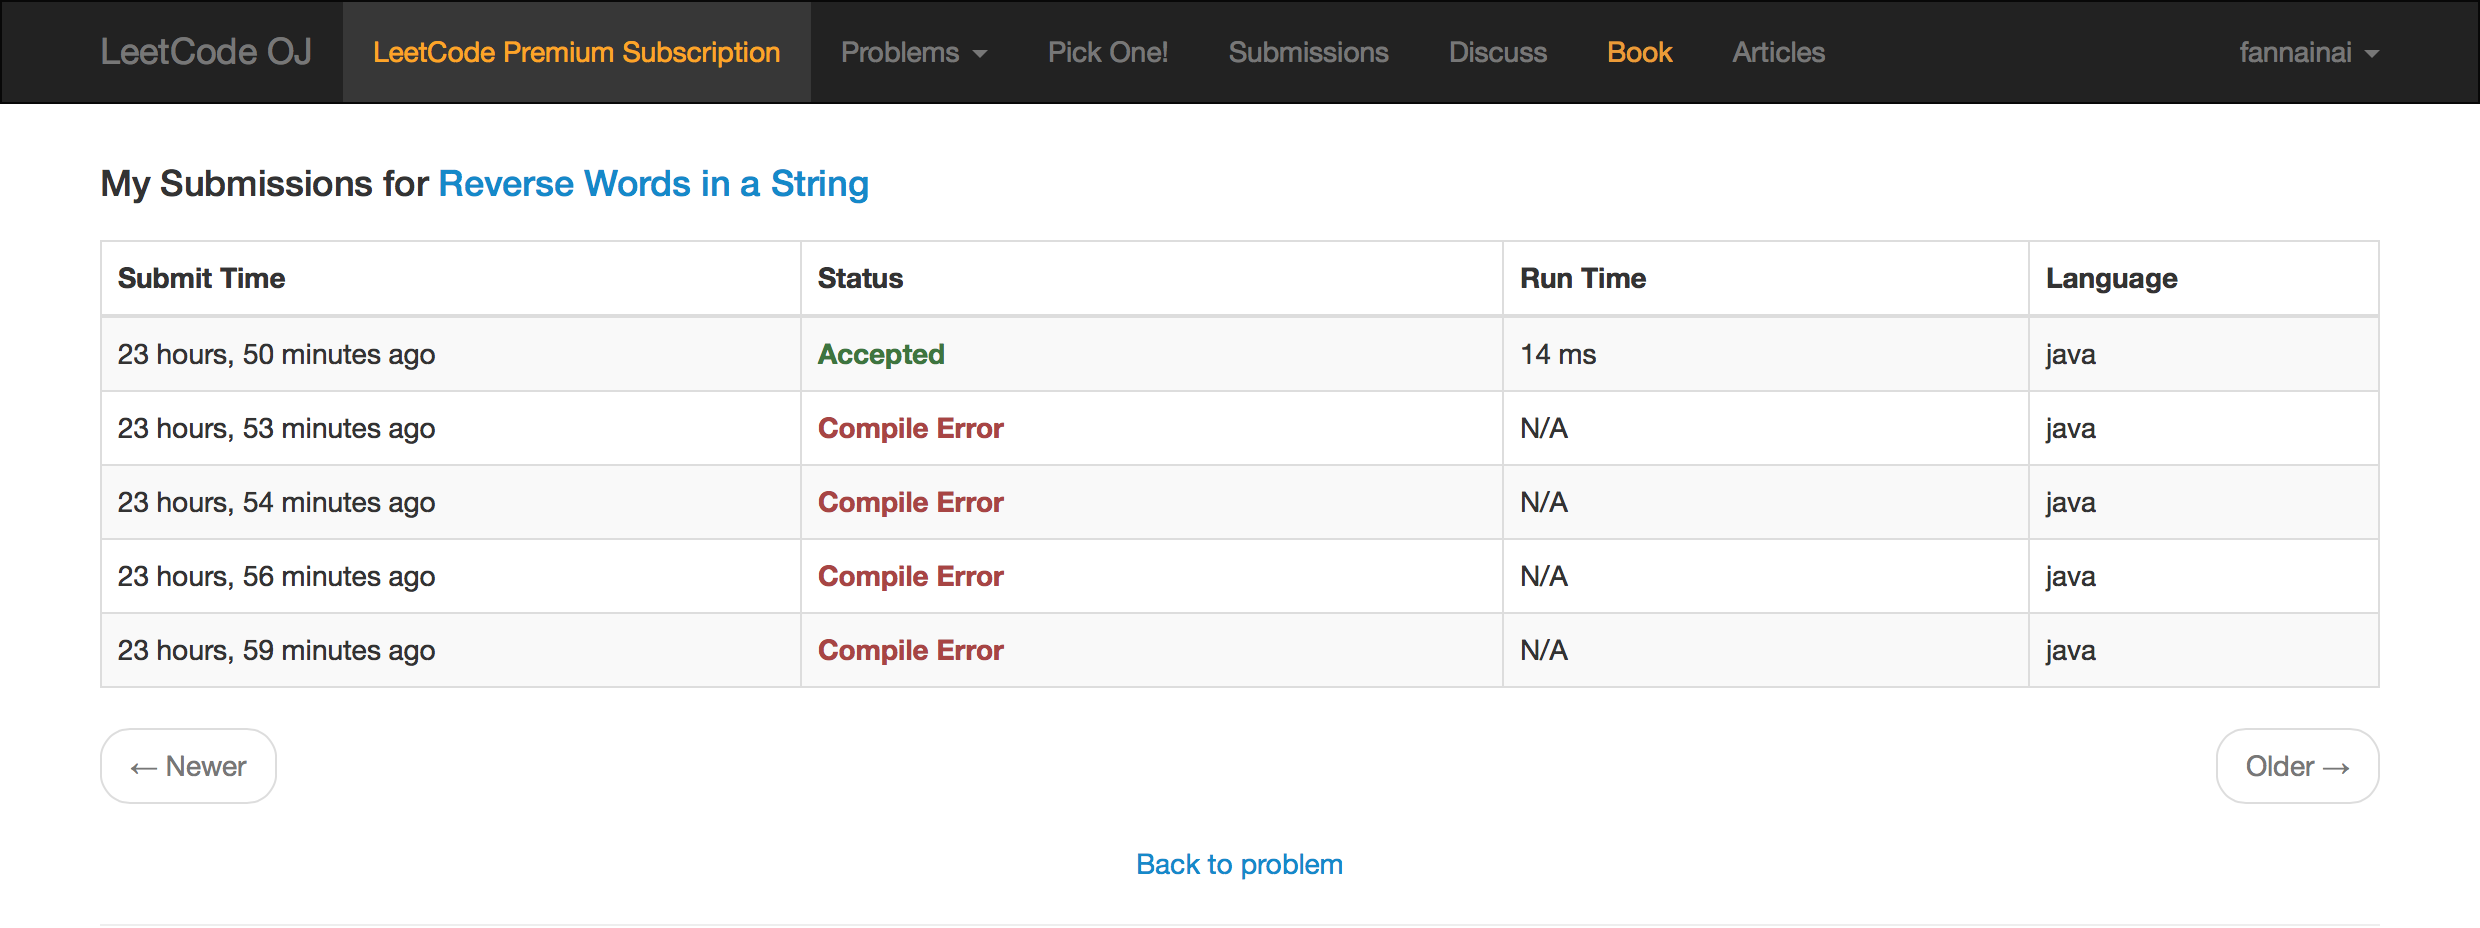 LeetCode OJ LeetCode Premium Subscription Problems Pick One! Submissions Discuss Book Articles fannainai
My Submissions for Reverse Words in a String
Submit Time Status Run Time Language
23 hours, 50 minutes ago Accepted 14 ms java
23 hours, 53 minutes ago Compile Error N/A java
23 hours, 54 minutes ago Compile Error N/A java
23 hours, 56 minutes ago Compile Error N/A java
23 hours, 59 minutes ago Compile Error N/A java
← Newer Older →
Back to problem